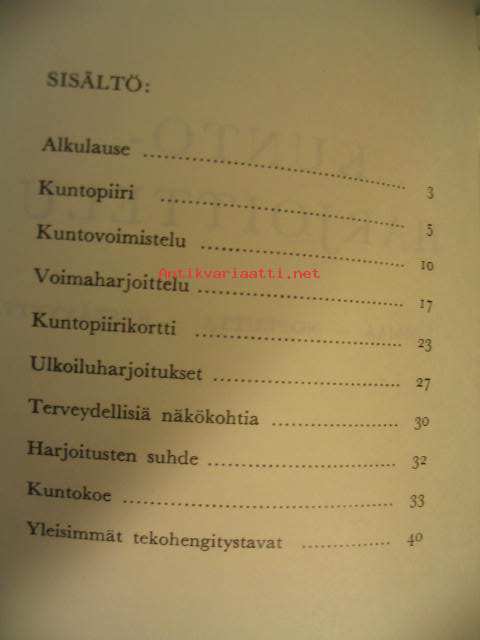 SISÄLTÖ:
Alkulause ........................ 3
Kuntopiiri ........................ 5
Kuntovoimistelu .................. 10
Antikvariaatti.net
Voimaharjoittelu .................. 17
Kuntopiirikortti .................. 23
Ulkoiluharjoitukset .............. 27
Terveydellisiä näkökohtia ........ 30
Harjoitusten suhde ................ 32
Kuntokoe .......................... 33
Yleisimmät tekohengitystavat ...... 40